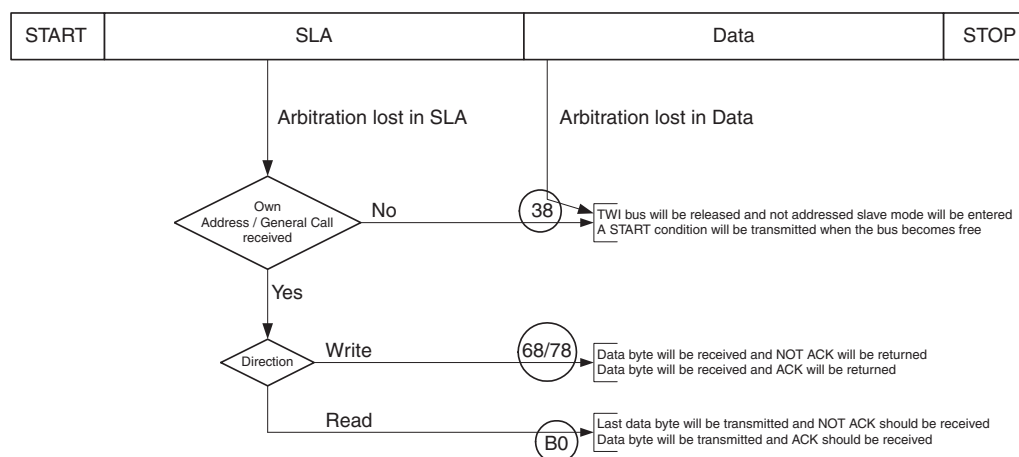 START SLA Data STOP
Arbitration lost in SLA Arbitration lost in Data
Own
Address / General Call
received
No
38
TWI bus will be released and not addressed slave mode will be entered
A START condition will be transmitted when the bus becomes free
Yes
Direction
Write
68/78
Data byte will be received and NOT ACK will be returned
Data byte will be received and ACK will be returned
Read
B0
Last data byte will be transmitted and NOT ACK should be received
Data byte will be transmitted and ACK should be received